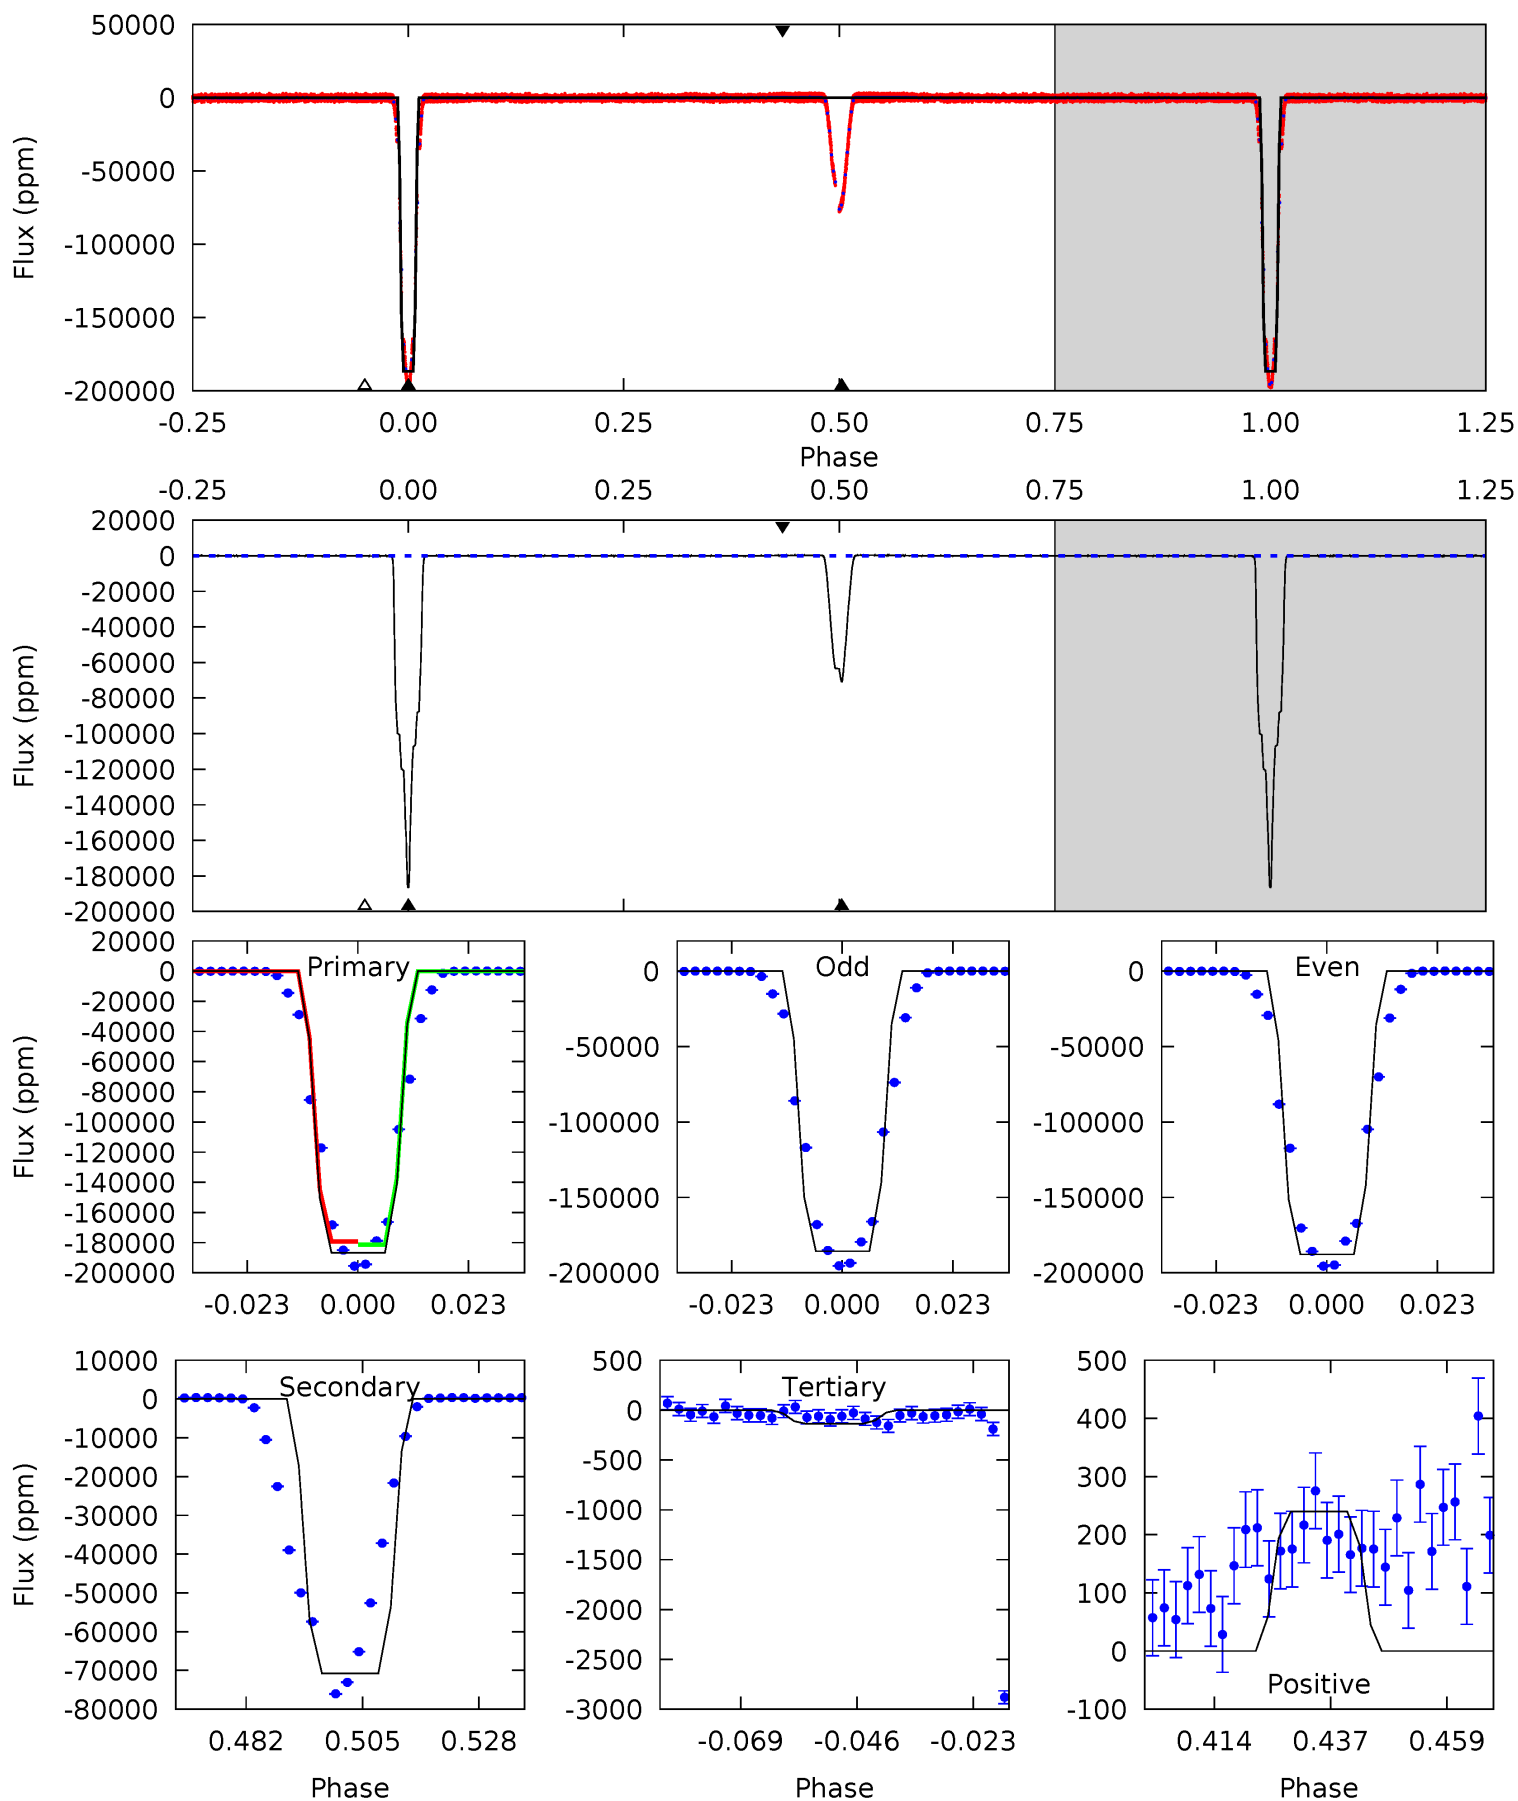 50000
0
-50000
-100000
-150000
-200000
Flux (ppm)
-0.25 0.00 0.25 0.50 0.75 1.00 1.25
Phase
-0.25 0.00 0.25 0.50 0.75 1.00 1.25
20000
0
-20000
-40000
-60000
-80000
-100000
-120000
-140000
-160000
-180000
-200000
Flux (ppm)
Primary
20000
0
-20000
-40000
-60000
-80000
-100000
-120000
-140000
-160000
-180000
-200000
Flux (ppm)
-0.023 0.000 0.023
Odd
0
-50000
-100000
-150000
-200000
-0.023 0.000 0.023
Even
0
-50000
-100000
-150000
-200000
-0.023 0.000 0.023
Secondary
10000
0
-10000
-20000
-30000
-40000
-50000
-60000
-70000
-80000
Flux (ppm)
0.482 0.505 0.528
Phase
Tertiary
500
0
-500
-1000
-1500
-2000
-2500
-3000
-0.069 -0.046 -0.023
Phase
500
400
300
200
100
0
-100
Positive
0.414 0.437 0.459
Phase